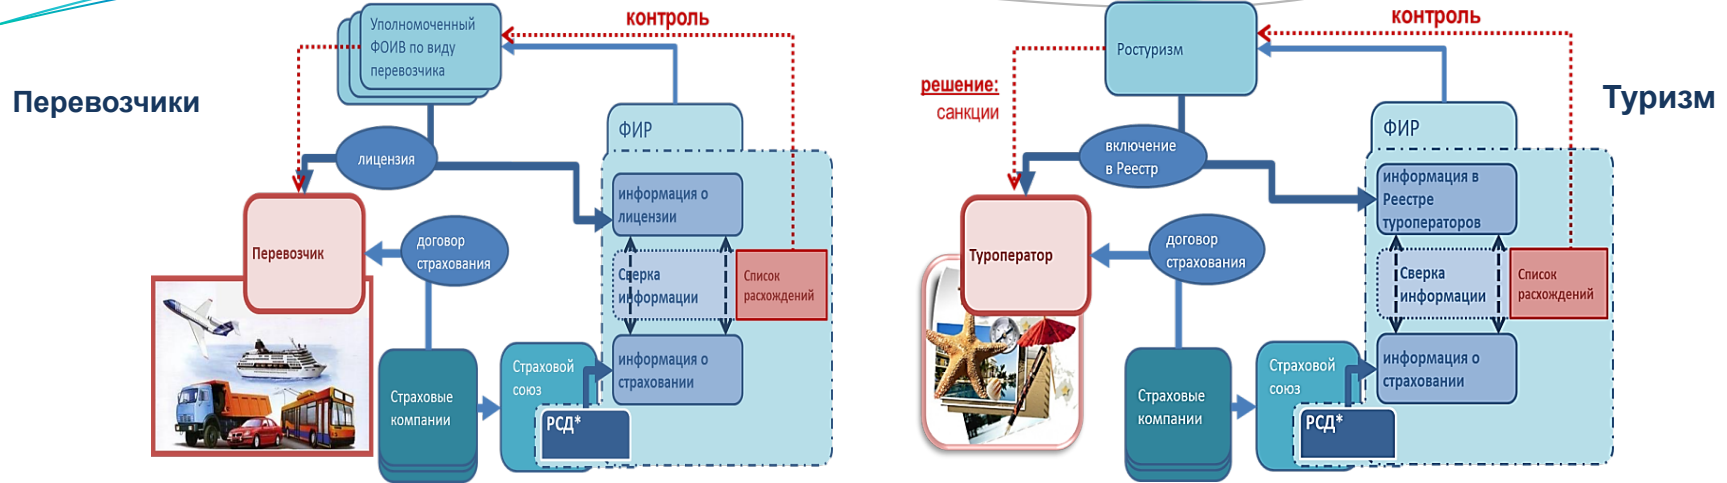 Перевозчики
Уполномоченный
ФОИВ по виду
перевозчика
контроль
ФИР
лицензия
информация о
лицензии
Перевозчик
договор
страхования
Сверка
информации
Список
расхождений
информация о
страховании
Страховые
компании
Страховой
союз
РСД*
Туризм
Ростуризм
контроль
решение:
санкции
ФИР
включение
в Реестр
информация в
Реестре
туроператоров
Туроператор
договор
страхования
Сверка
информации
Список
расхождений
информация о
страховании
Страховые
компании
Страховой
союз
РСД*